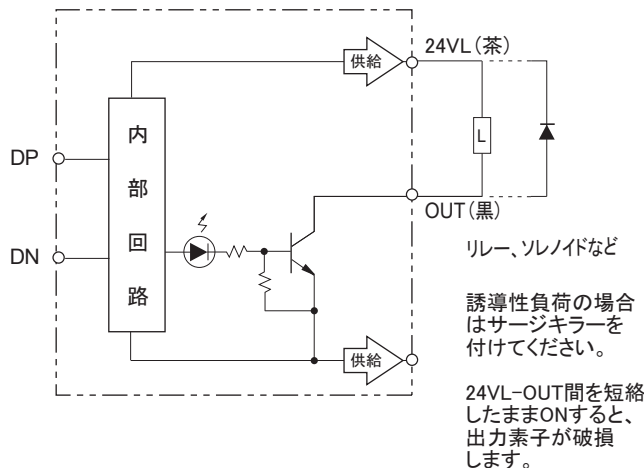 24VL（茶）
供給
内部回路
DP
DN
L
OUT（黒）
供給
リレー、ソレノイドなど
誘導性負荷の場合
はサージキラーを
付けてください。
24VL-OUT間を短絡
したままONすると、
出力素子が破損
します。